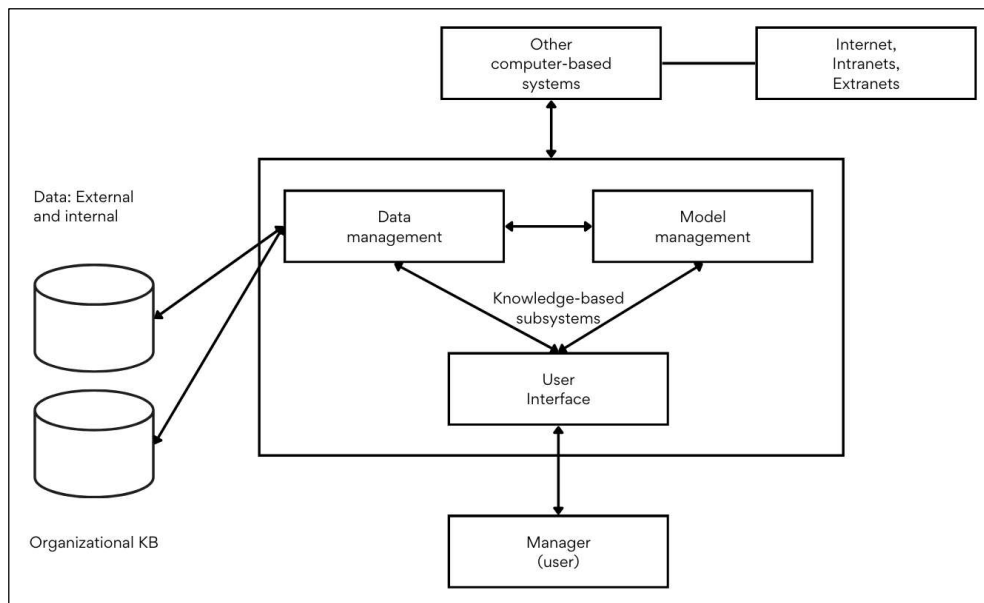 Other
computer-based
systems
Internet,
Intranets,
Extranets
Data: External
and internal
Data
management
Model
management
Knowledge-based
subsystems
User
Interface
Organizational KB
Manager
(user)